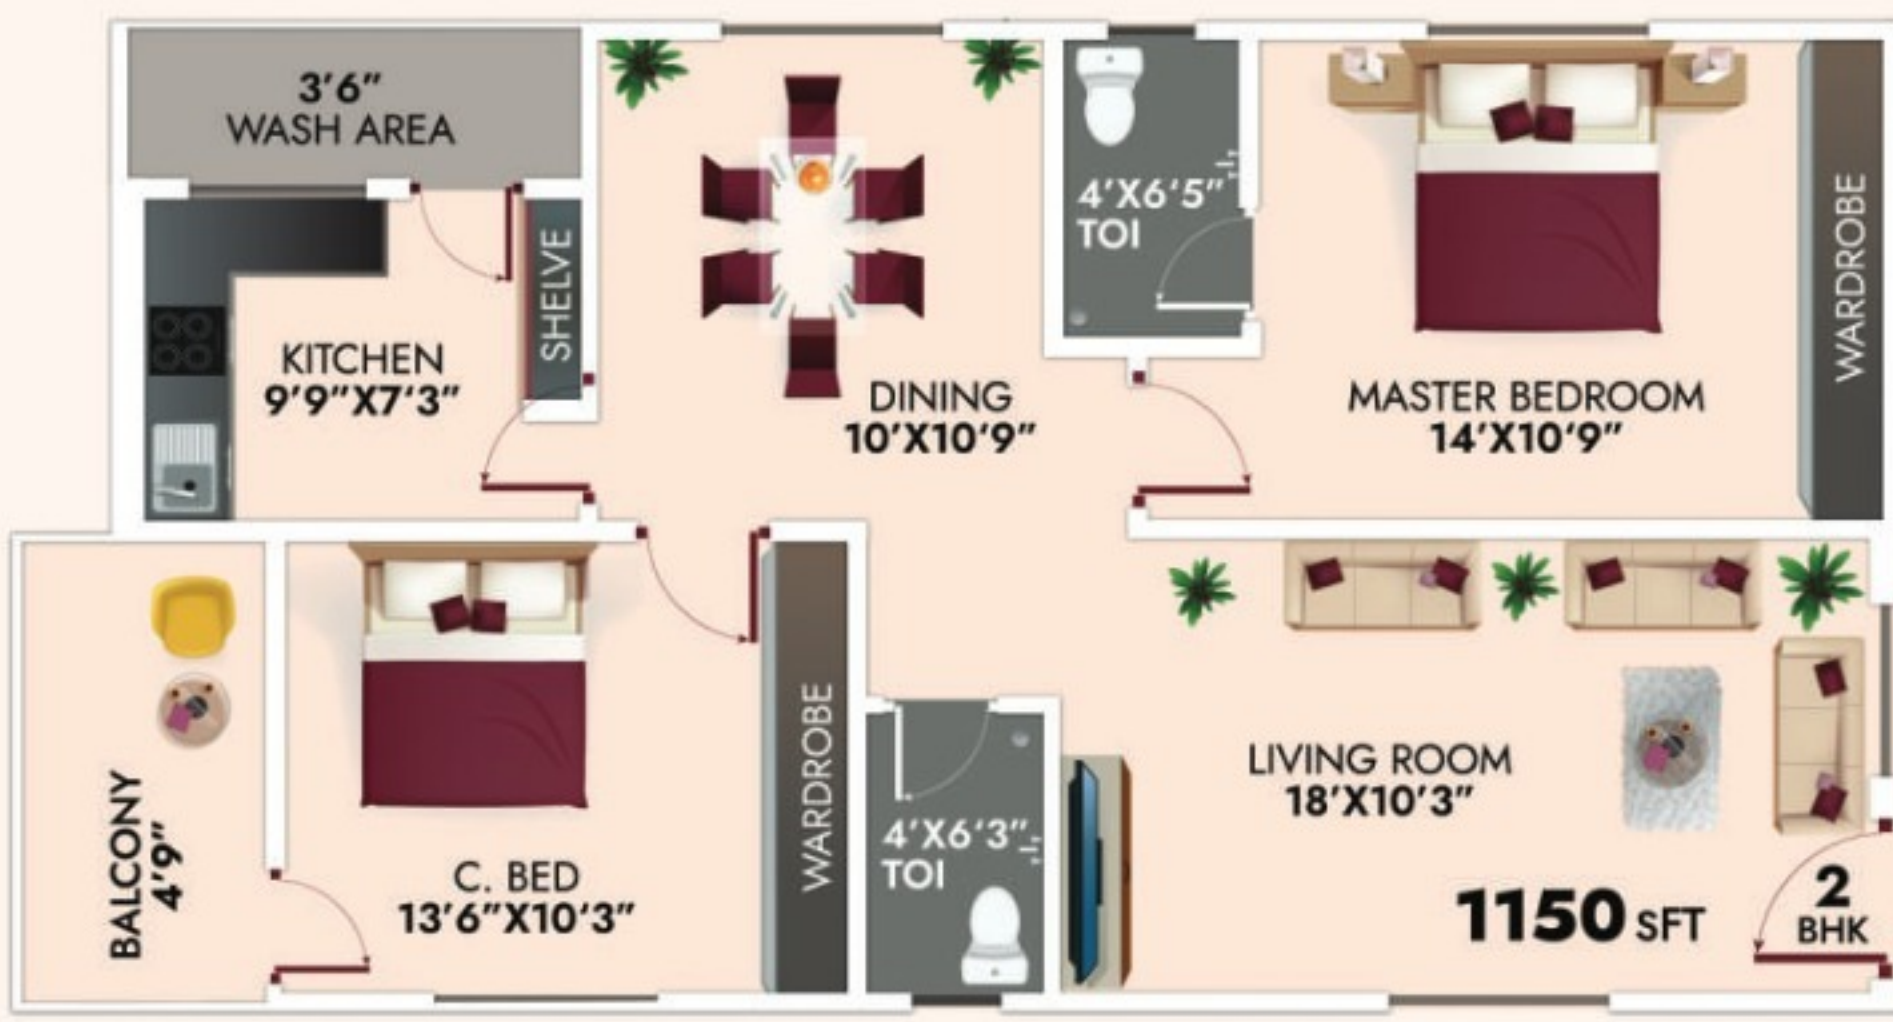 3'6"
WASH AREA
4'X6'5"
TOI
WARDROBE
SHELVE
KITCHEN
9'9"X7'3"
DINING
10'X10'9"
MASTER BEDROOM
14'X10'9"
BALCONY
4'9"
C. BED
13'6"X10'3"
WARDROBE
4'X6'3"
TOI
LIVING ROOM
18'X10'3"
1150 SFT
2
BHK